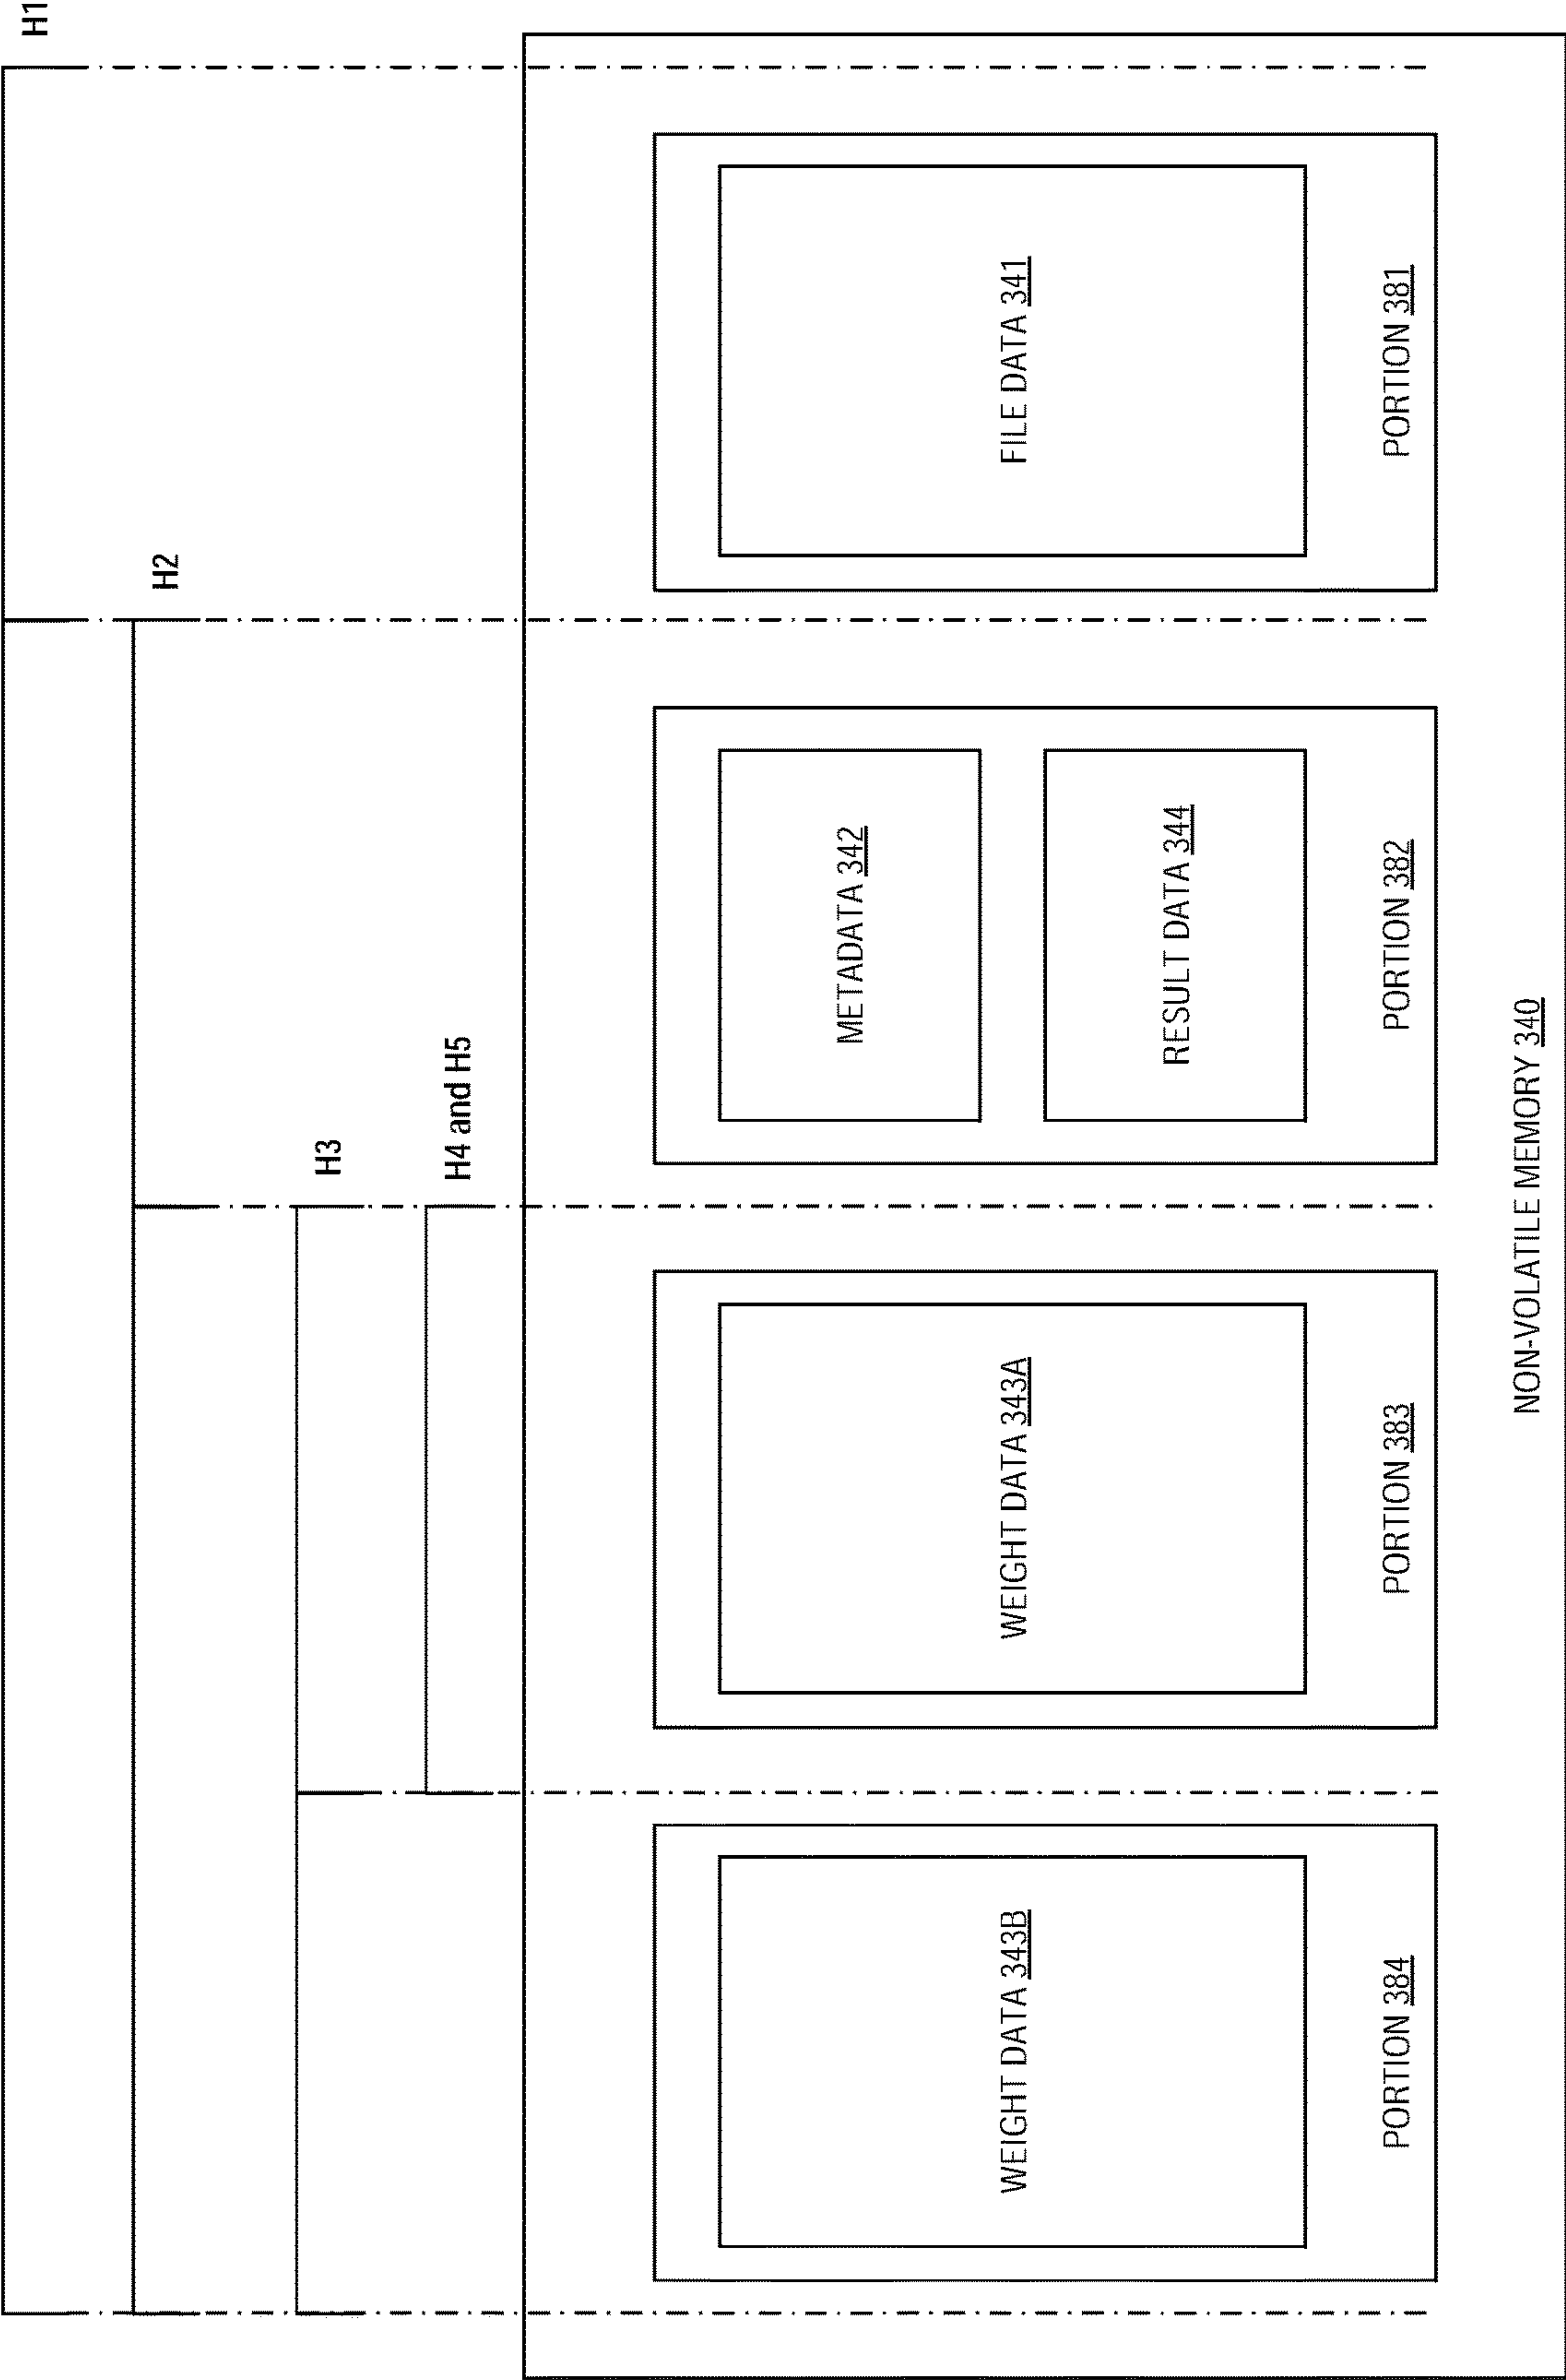 H1
H2
H3
H4 and H5
WEIGHT DATA 343B
PORTION 384
WEIGHT DATA 343A
PORTION 383
METADATA 342
RESULT DATA 344
PORTION 382
FILE DATA 341
PORTION 381
NON-VOLATILE MEMORY 340